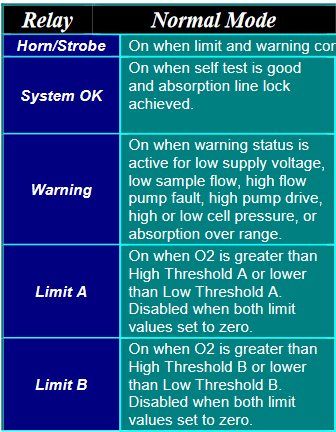 Relay Normal Mode
Horn/Strobe On when limit and warning
System OK On when self test is good
and absorption line lock
achieved.
Warning On when warning status is
active for low supply voltage,
low sample flow, high flow
pump fault, high pump drive,
high or low cell pressure, or
absorption over range.
Limit A On when O2 is greater than
High Threshold A or lower
than Low Threshold A.
Disabled when both limit
values set to zero.
Limit B On when O2 is greater than
High Threshold B or lower
than Low Threshold B.
Disabled when both limit
values set to zero.